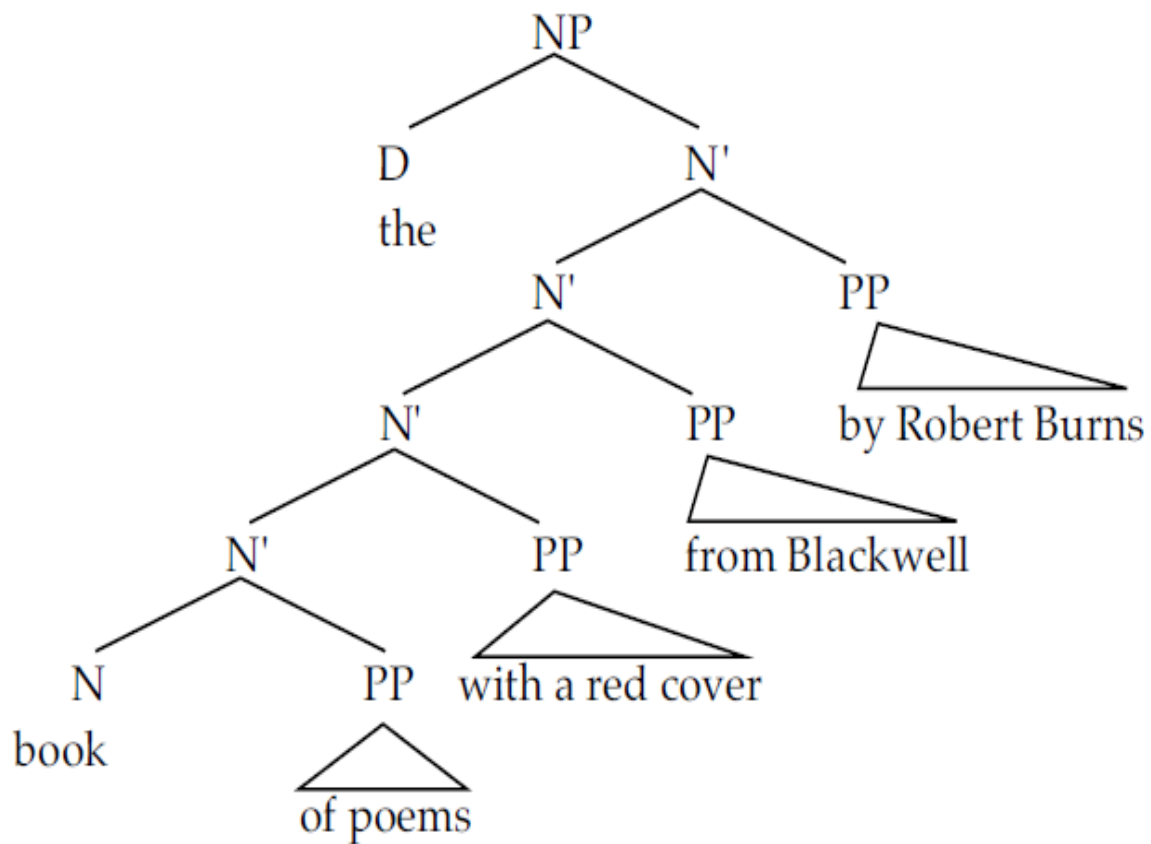 NP
D N'
the
N' PP
by Robert Burns
N' PP
from Blackwell
N' PP
with a red cover
N PP
book
of poems